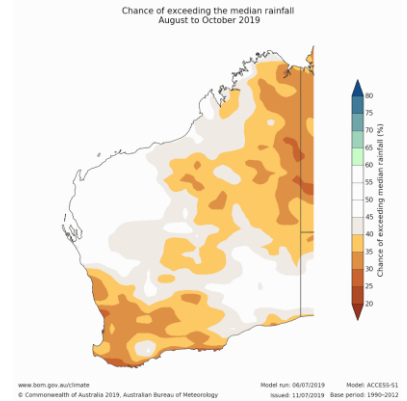 Chance of exceeding the median rainfall
August to October 2019
80
75
70
65
60
55
50
45
40
35
30
25
20
Chance of exceeding median rainfall (%)
www.bom.gov.au/climate
© Commonwealth of Australia 2019, Australian Bureau of Meteorology
Model run: 06/07/2019
Model: ACCESS-S1
Issued: 11/07/2019
Base period: 1990-2012